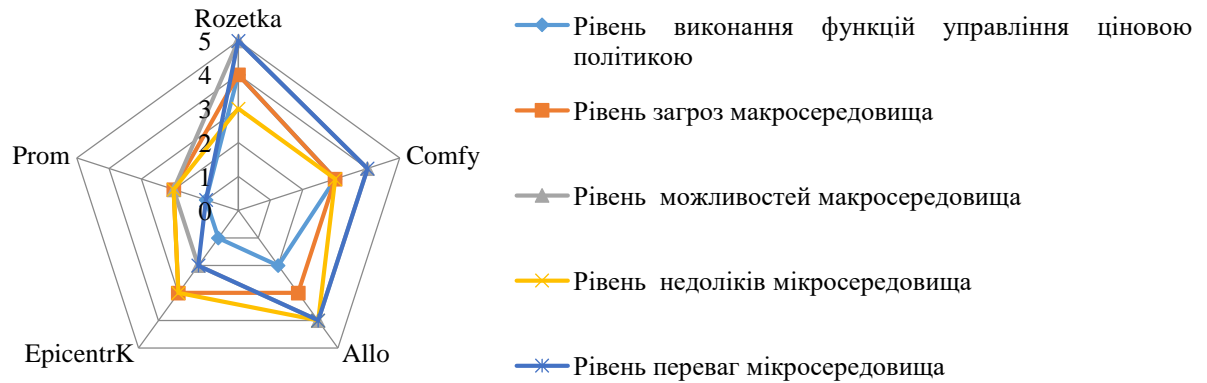 Rozetka
5
4
3
2
1
0
Comfy
Allo
EpicentrK
Prom
Рівень виконання функцій управління ціновою
політикою
Рівень загроз макросередовища
Рівень можливостей макросередовища
Рівень недоліків мікросередовища
Рівень переваг мікросередовища